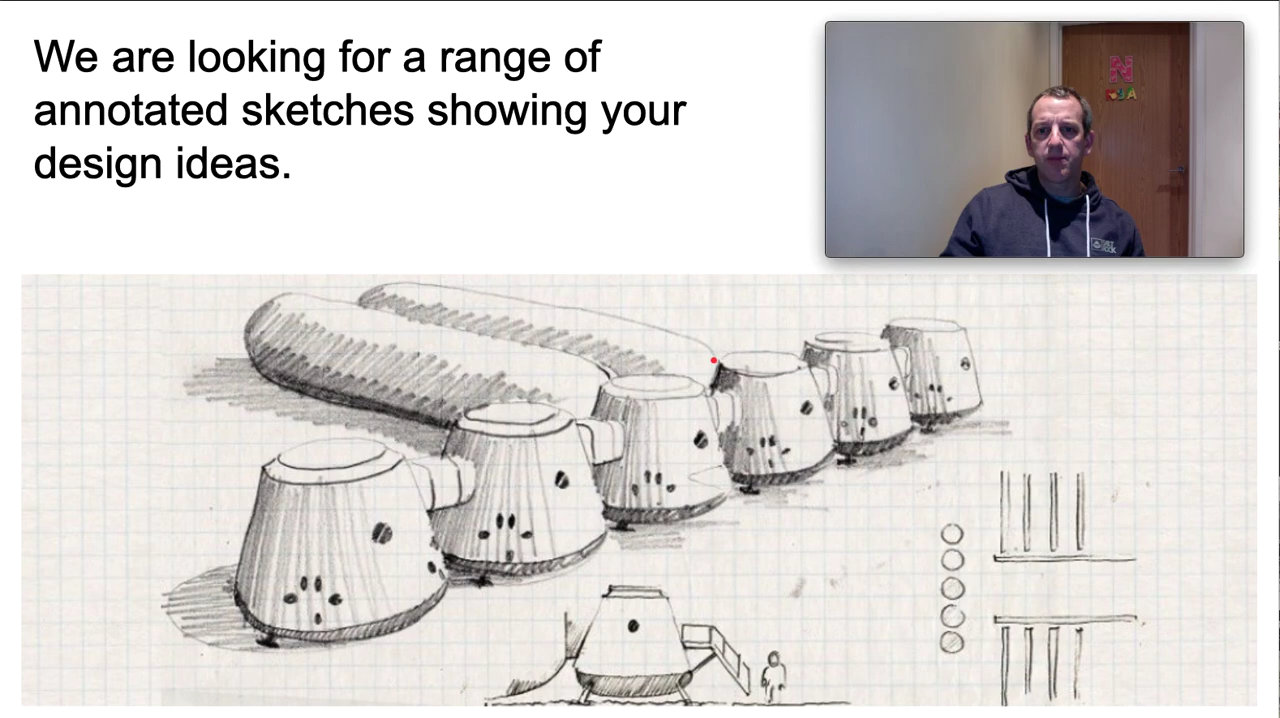 We are looking for a range of
annotated sketches showing your
design ideas.
N